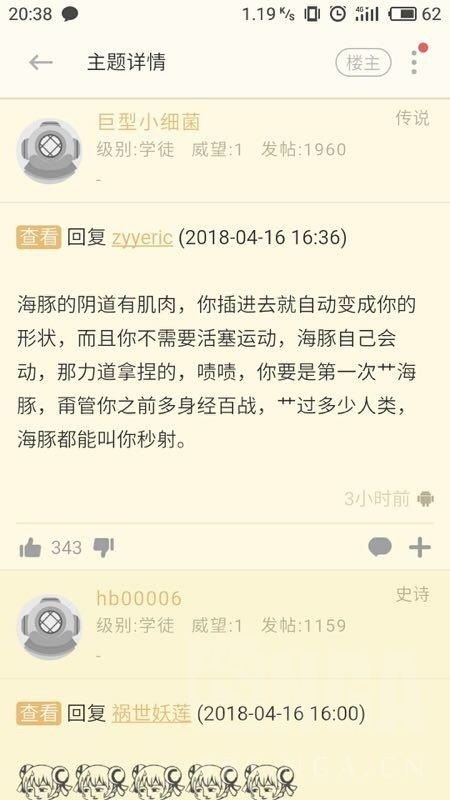 20:38 1.19 K/s 4G 62
主题详情 楼主
巨型小细菌 传说
级别:学徒 威望:1 发帖:1960
-
查看 回复 zyyeric (2018-04-16 16:36)
海豚的阴道有肌肉，你插进去就自动变成你的
形状，而且你不需要活塞运动，海豚自己会
动，那力道拿捏的，啧啧，你要是第一次艹海
豚，甭管你之前多身经百战，艹过多少人类，
海豚都能叫你秒射。
3小时前
343
hb00006 史诗
级别:学徒 威望:1 发帖:1159
-
查看 回复 祸世妖莲 (2018-04-16 16:00)